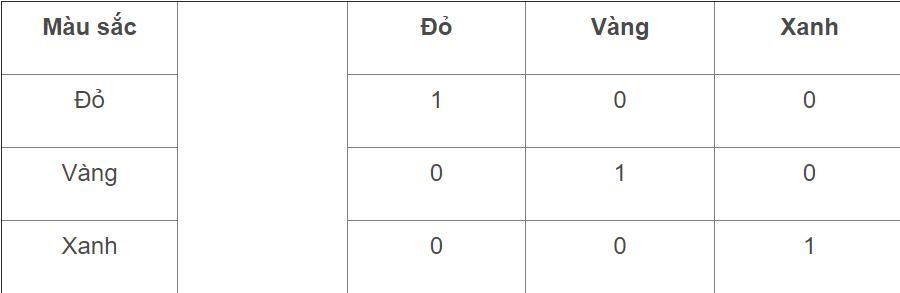 Màu sắc Đỏ Vàng Xanh
Đỏ 1 0 0
Vàng 0 1 0
Xanh 0 0 1